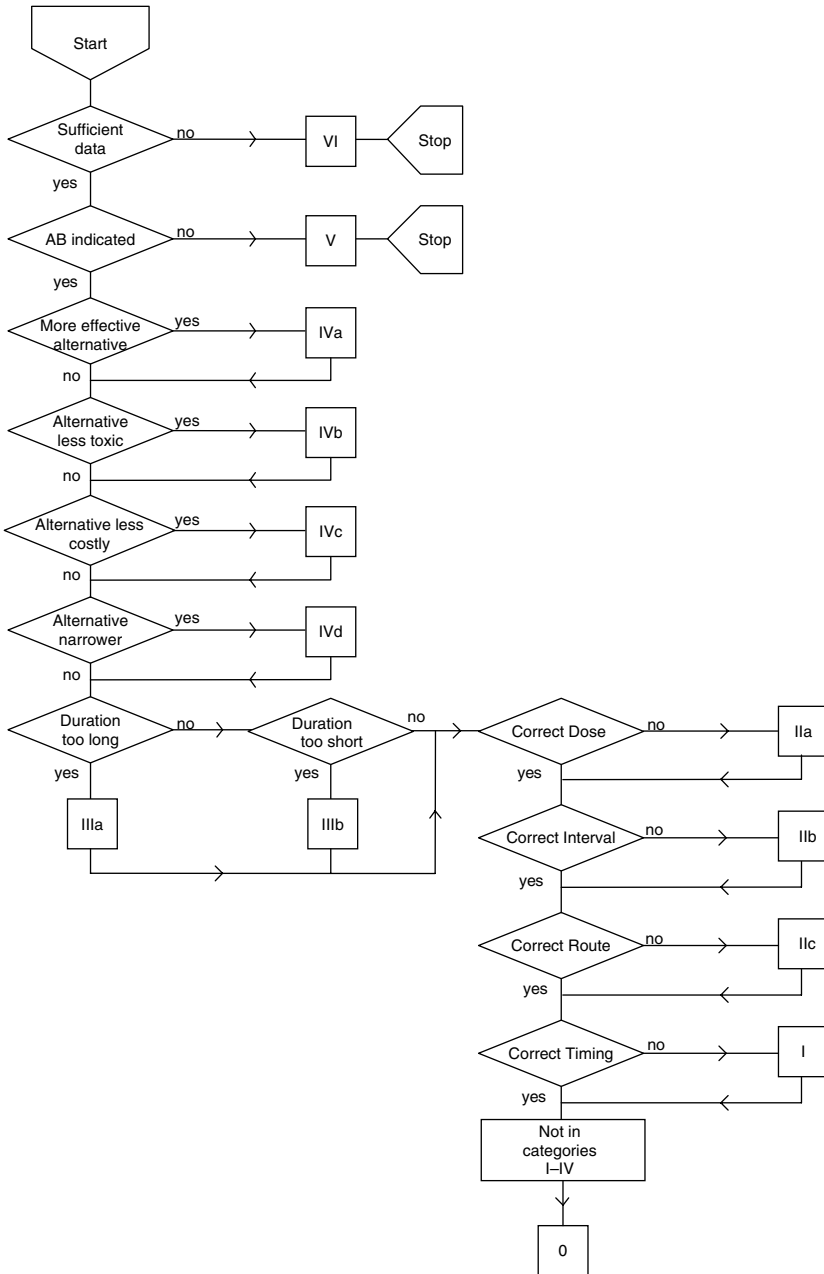 Start
Sufficient
data
no
VI
Stop
yes
AB indicated
no
V
Stop
yes
More effective
alternative
yes
IVa
no
Alternative
less toxic
yes
IVb
no
Alternative less
costly
yes
IVc
no
Alternative
narrower
yes
IVd
no
Duration
too long
no
yes
IIIa
Duration
too short
no
yes
IIIb
Correct Dose
no
IIa
yes
Correct Interval
no
IIb
yes
Correct Route
no
IIc
yes
Correct Timing
no
I
yes
Not in
categories
I–IV
0